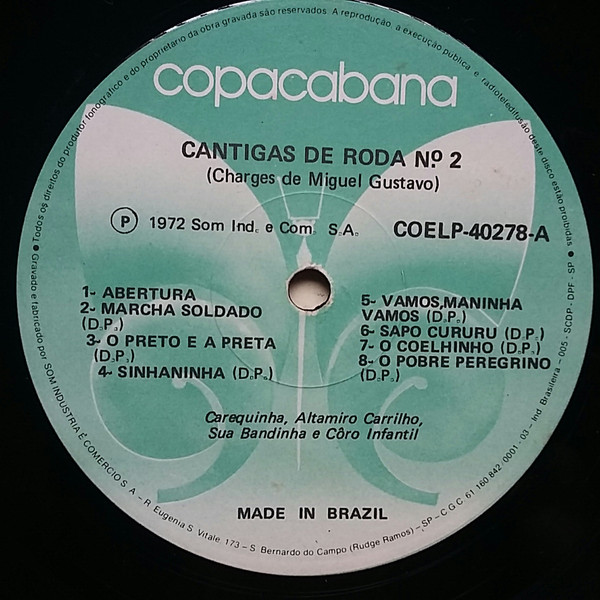 ● Todos os direitos do produtor fonográfico e do proprietario da obra gravada são reservados. A reprodução, a execução pública e radioteledifusão deste disco estão proibidas ●
copacabana
CANTIGAS DE RODA Nº 2
(Charges de Miguel Gustavo)
Ⓟ 1972 Som Ind. e Com. S.A.
COELP-40278-A
1- ABERTURA
2- MARCHA SOLDADO
(D.P.)
3- O PRETO E A PRETA
(D.P.)
4- SINHANINHA (D.P.)
5- VAMOS,MANINHA
VAMOS (D.P.)
6- SAPO CURURU (D.P.)
7- O COELHINHO (D.P.)
8- O POBRE PEREGRINO
(D.P.)
Carequinha, Altamiro Carrilho,
Sua Bandinha e Côro Infantil
MADE IN BRAZIL
Gravado e fabricado por SOM INDUSTRIA E COMERCIO S.A. - R. Eugenia S. Vitale, 173 - S. Bernardo do Campo (Rudge Ramos) - SP - C G C 61 160 842 0001 - 03 - Ind. Brasileira - 005 - SCDP - DPF - SP ●